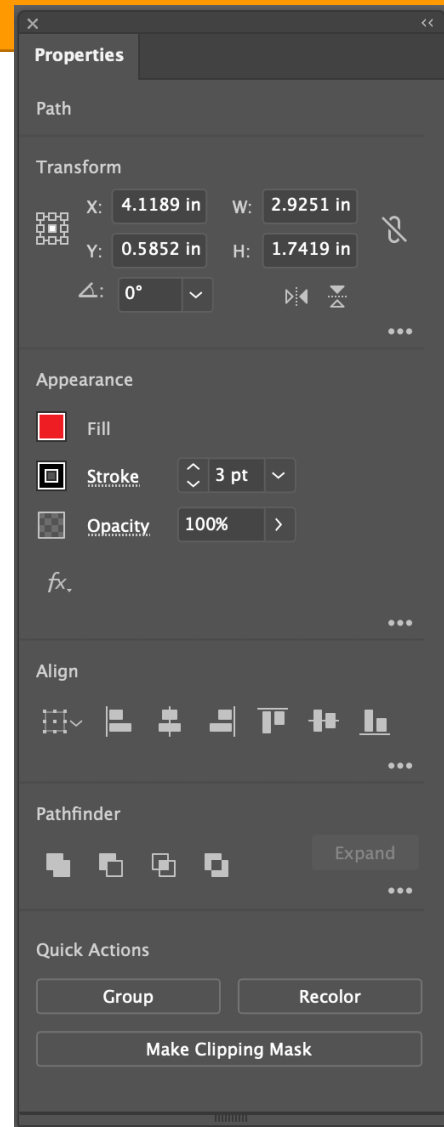 Properties
Path
Transform
X: 4.1189 in W: 2.9251 in
Y: 0.5852 in H: 1.7419 in
0°
Appearance
Fill
Stroke 3 pt
Opacity 100%
fx.
Align
Pathfinder
Expand
Quick Actions
Group Recolor
Make Clipping Mask